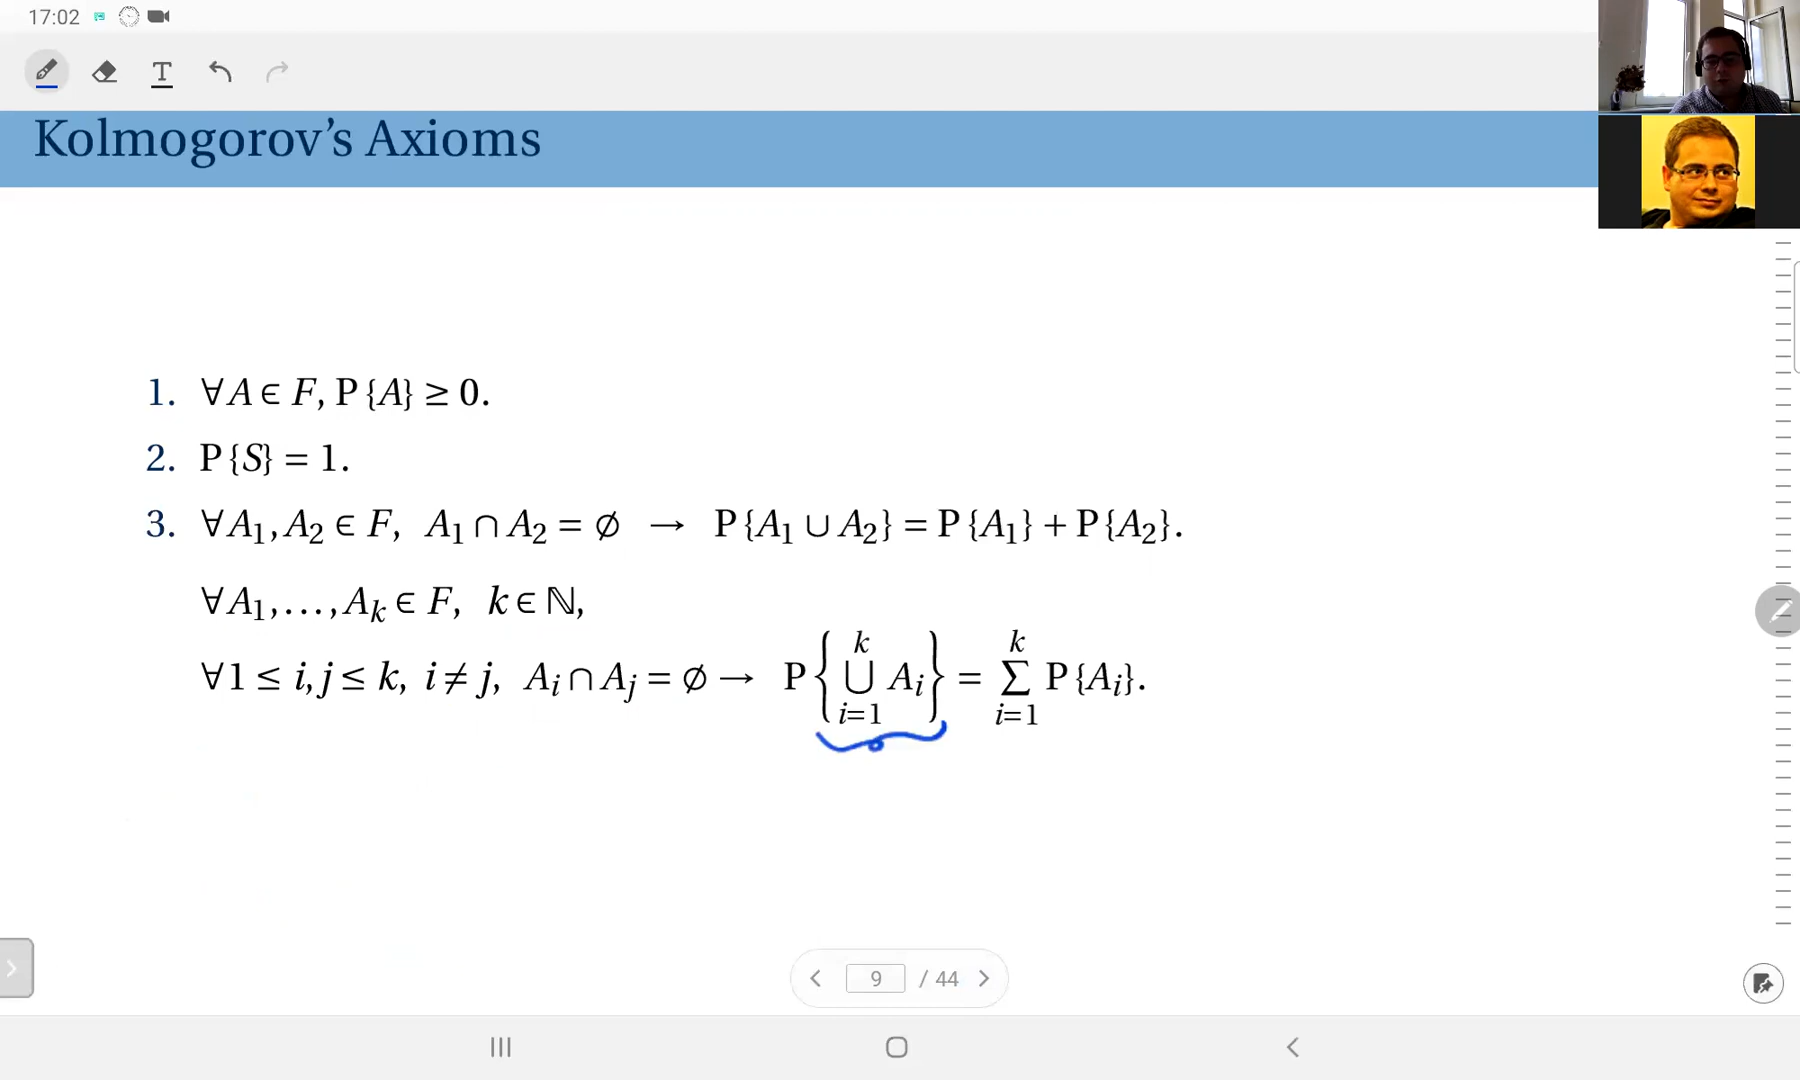 17:02
T
Kolmogorov's Axioms
1. ∀A ∈ F, P{A} ≥ 0.
2. P{S} = 1.
3. ∀A₁, A₂ ∈ F, A₁ ∩ A₂ = ∅ → P{A₁ ∪ A₂} = P{A₁} + P{A₂}.
∀A₁, …, Aₖ ∈ F, k ∈ ℕ,
∀1 ≤ i, j ≤ k, i ≠ j, Aᵢ ∩ Aⱼ = ∅ → P{⋃ᵢ₌₁ᵏ Aᵢ} = ∑ᵢ₌₁ᵏ P{Aᵢ}.
9 / 44